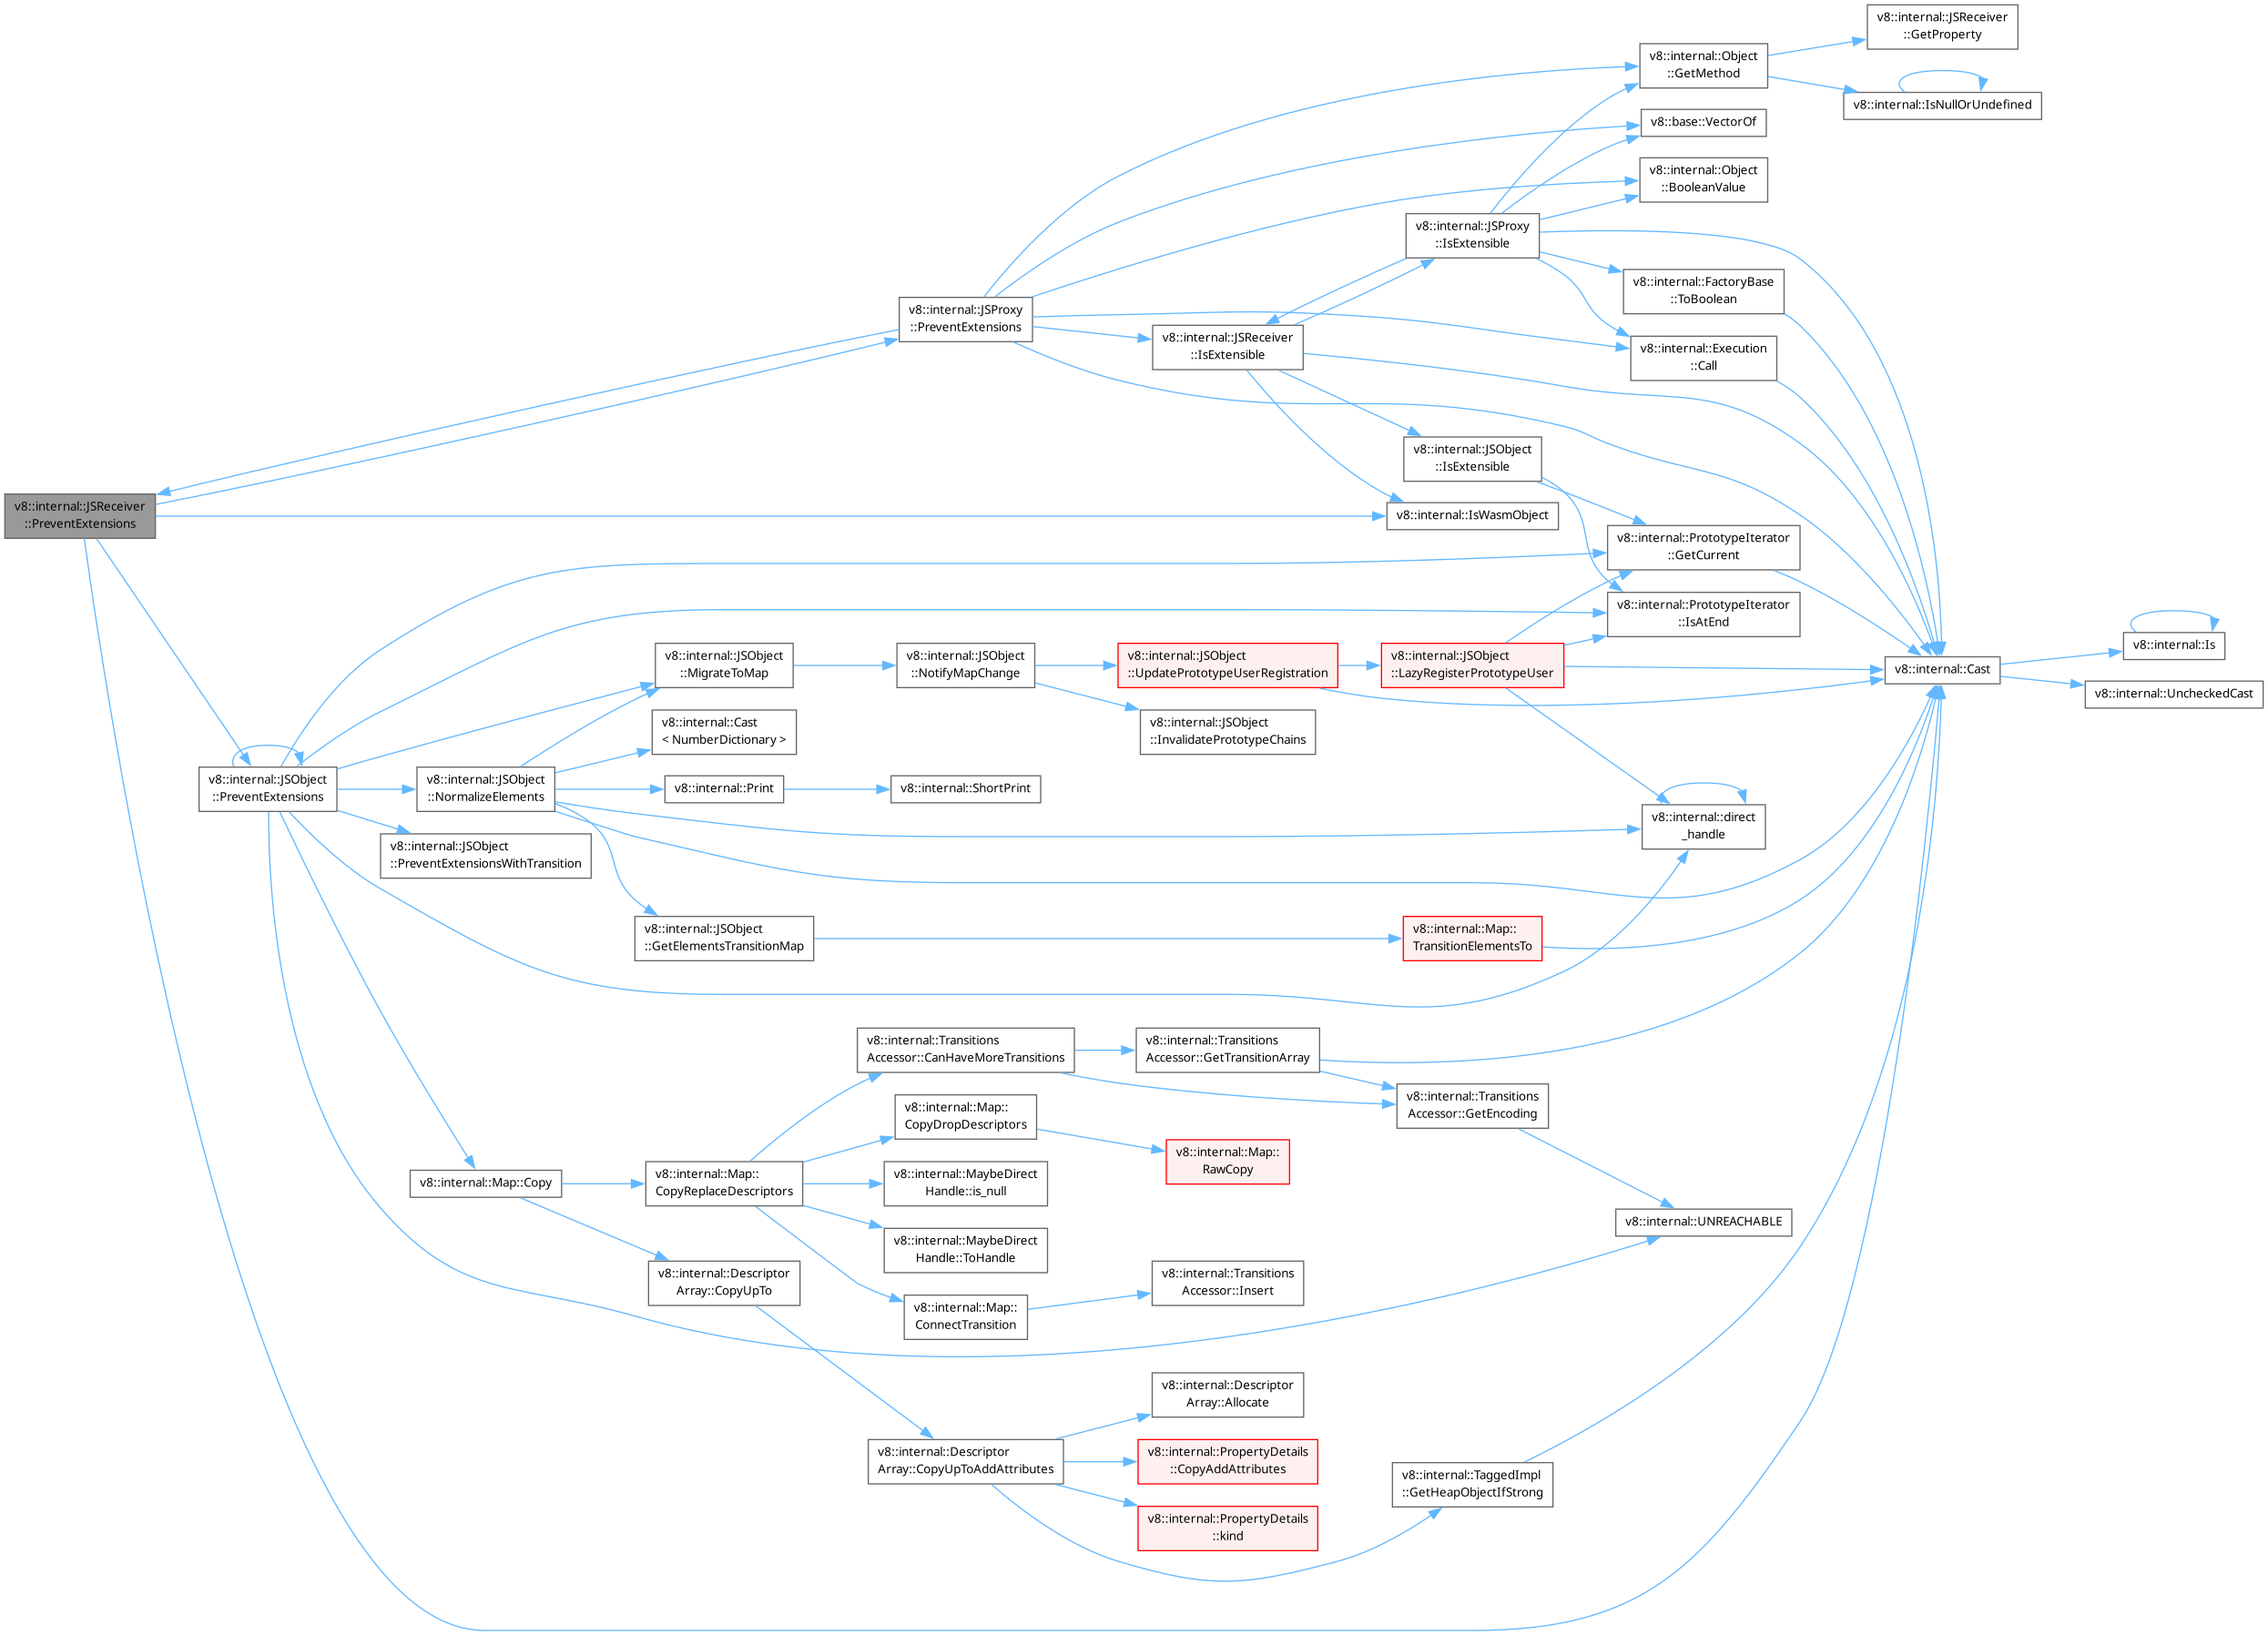 v8::internal::JSReceiver
::GetProperty
v8::internal::Object
::GetMethod
v8::internal::IsNullOrUndefined
v8::base::VectorOf
v8::internal::Object
::BooleanValue
v8::internal::JSProxy
::IsExtensible
v8::internal::FactoryBase
::ToBoolean
v8::internal::JSProxy
::PreventExtensions
v8::internal::JSReceiver
::IsExtensible
v8::internal::Execution
::Call
v8::internal::JSObject
::IsExtensible
v8::internal::JSReceiver
::PreventExtensions
v8::internal::IsWasmObject
v8::internal::PrototypeIterator
::GetCurrent
v8::internal::PrototypeIterator
::IsAtEnd
v8::internal::JSObject
::MigrateToMap
v8::internal::JSObject
::NotifyMapChange
v8::internal::JSObject
::UpdatePrototypeUserRegistration
v8::internal::JSObject
::LazyRegisterPrototypeUser
v8::internal::Cast
v8::internal::Is
v8::internal::UncheckedCast
v8::internal::Cast
< NumberDictionary >
v8::internal::JSObject
::InvalidatePrototypeChains
v8::internal::JSObject
::PreventExtensions
v8::internal::JSObject
::NormalizeElements
v8::internal::Print
v8::internal::ShortPrint
v8::internal::direct
_handle
v8::internal::JSObject
::PreventExtensionsWithTransition
v8::internal::JSObject
::GetElementsTransitionMap
v8::internal::Map::
TransitionElementsTo
v8::internal::Transitions
Accessor::CanHaveMoreTransitions
v8::internal::Transitions
Accessor::GetTransitionArray
v8::internal::Transitions
Accessor::GetEncoding
v8::internal::Map::
CopyDropDescriptors
v8::internal::Map::
RawCopy
v8::internal::Map::Copy
v8::internal::Map::
CopyReplaceDescriptors
v8::internal::MaybeDirect
Handle::is_null
v8::internal::UNREACHABLE
v8::internal::MaybeDirect
Handle::ToHandle
v8::internal::Descriptor
Array::CopyUpTo
v8::internal::Transitions
Accessor::Insert
v8::internal::Map::
ConnectTransition
v8::internal::Descriptor
Array::Allocate
v8::internal::Descriptor
Array::CopyUpToAddAttributes
v8::internal::PropertyDetails
::CopyAddAttributes
v8::internal::TaggedImpl
::GetHeapObjectIfStrong
v8::internal::PropertyDetails
::kind